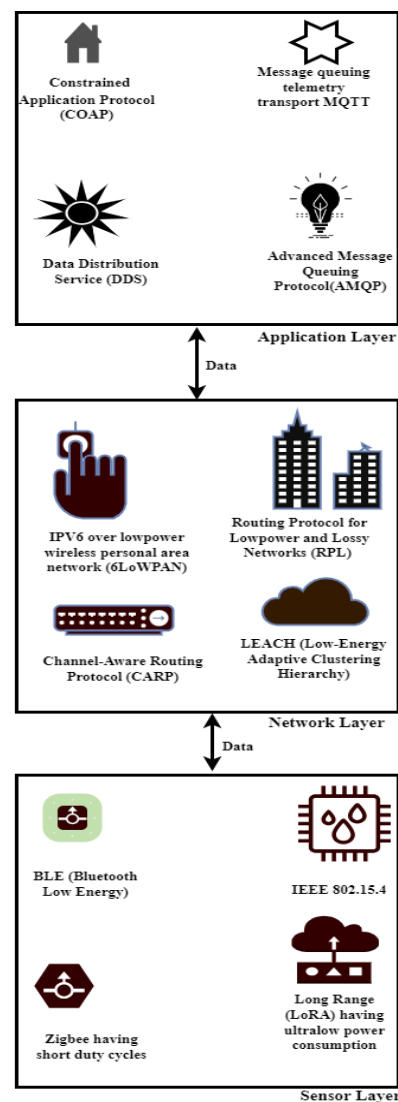 Constrained
Application Protocol
(COAP)
Message queuing
telemetry
transport MQTT
Data Distribution
Service (DDS)
Advanced Message
Queuing
Protocol(AMQP)
Application Layer
Data
IPV6 over lowpower
wireless personal area
network (6LoWPAN)
Routing Protocol for
Lowpower and Lossy
Networks (RPL)
Channel-Aware Routing
Protocol (CARP)
LEACH (Low-Energy
Adaptive Clustering
Hierarchy)
Network Layer
Data
BLE (Bluetooth
Low Energy)
IEEE 802.15.4
Zigbee having
short duty cycles
Long Range
(LoRA) having
ultralow power
consumption
Sensor Layer